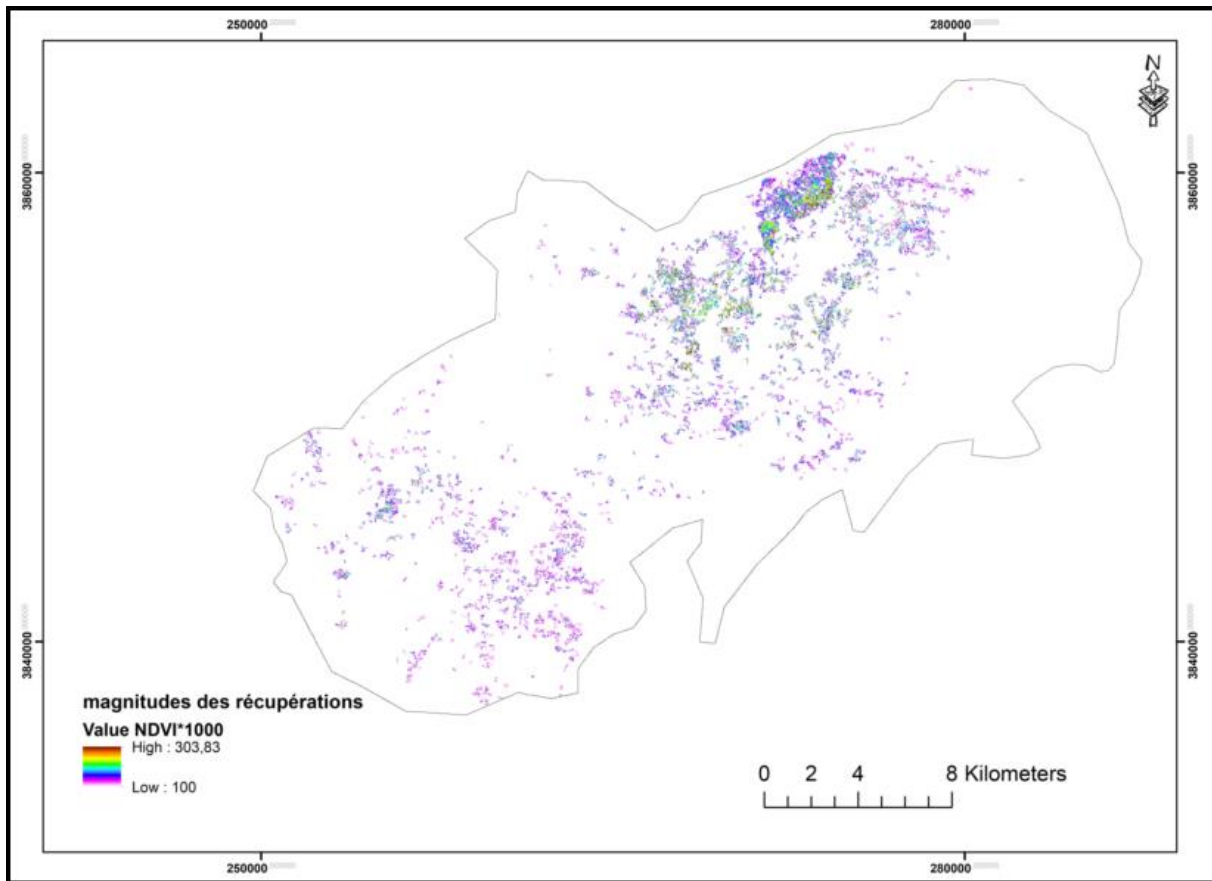 250000
280000
N
3860000
3860000
3840000
3840000
magnitudes des récupérations
Value NDVI*1000
High : 303,83
Low : 100
0 2 4 8 Kilometers
250000
280000